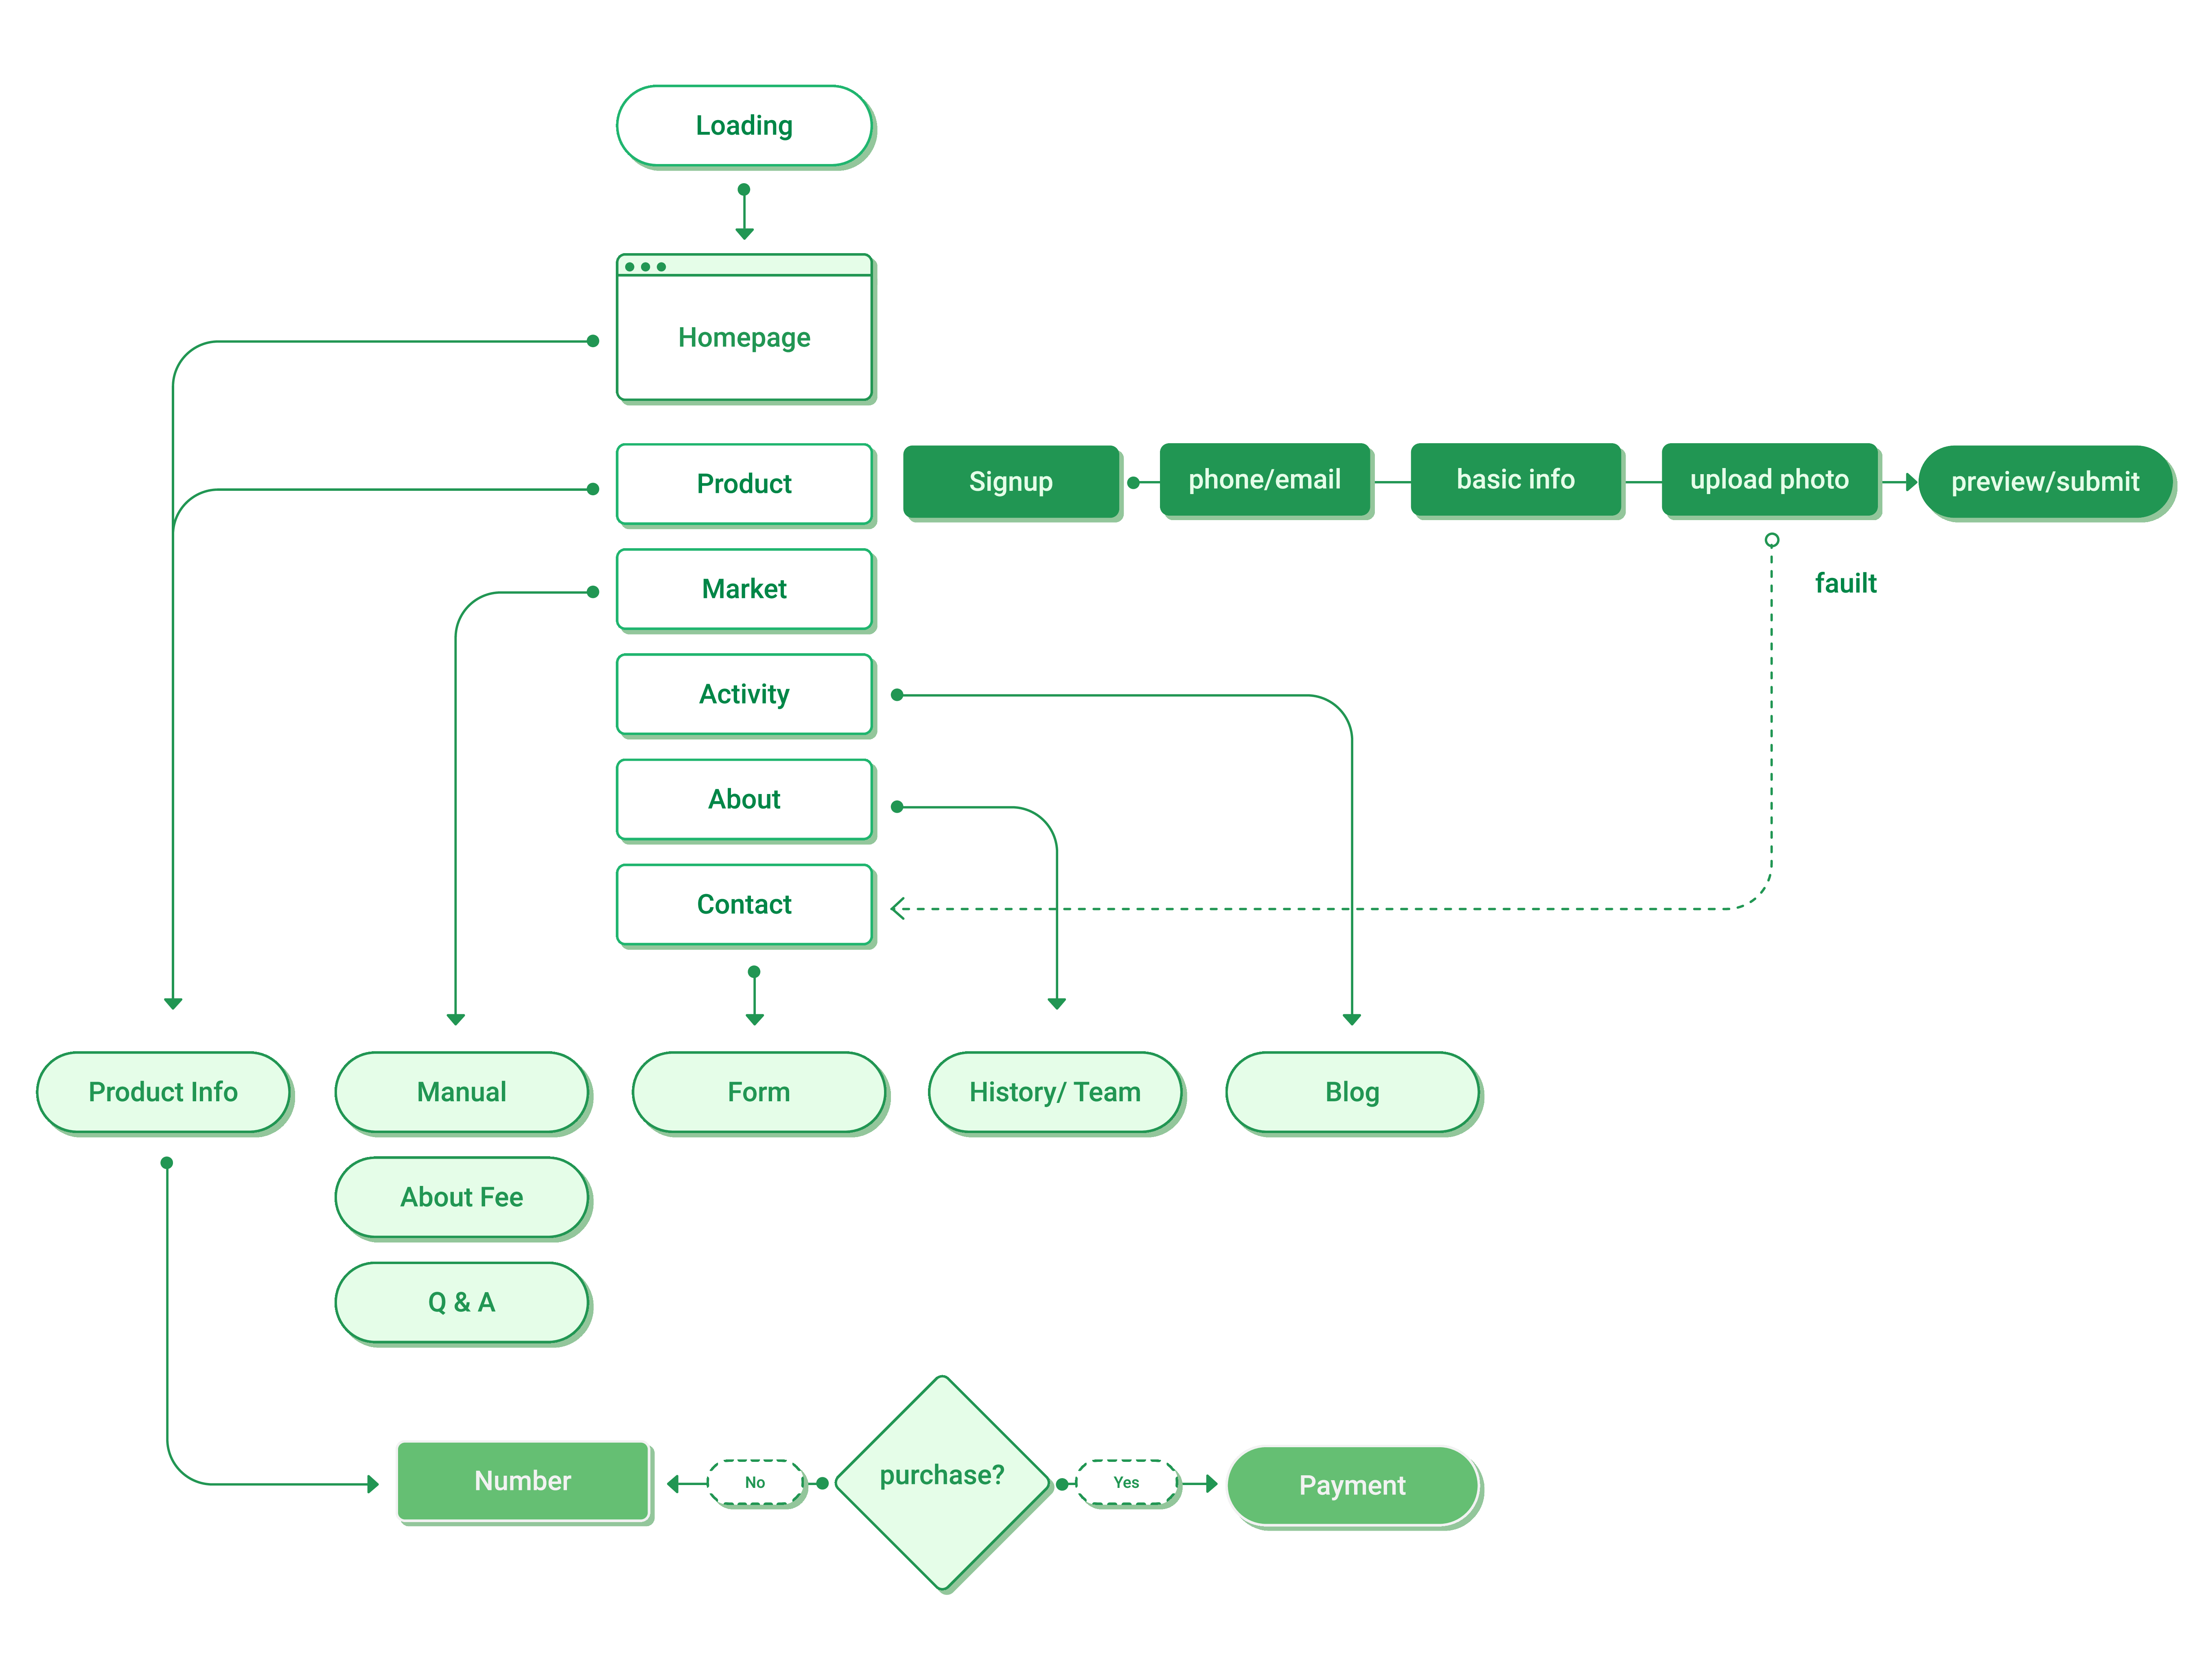 Loading
Homepage
Product
Signup
phone/email
basic info
upload photo
preview/submit
Market
fauilt
Activity
About
Contact
Product Info
Manual
Form
History/ Team
Blog
About Fee
Q & A
Number
No
purchase?
Yes
Payment